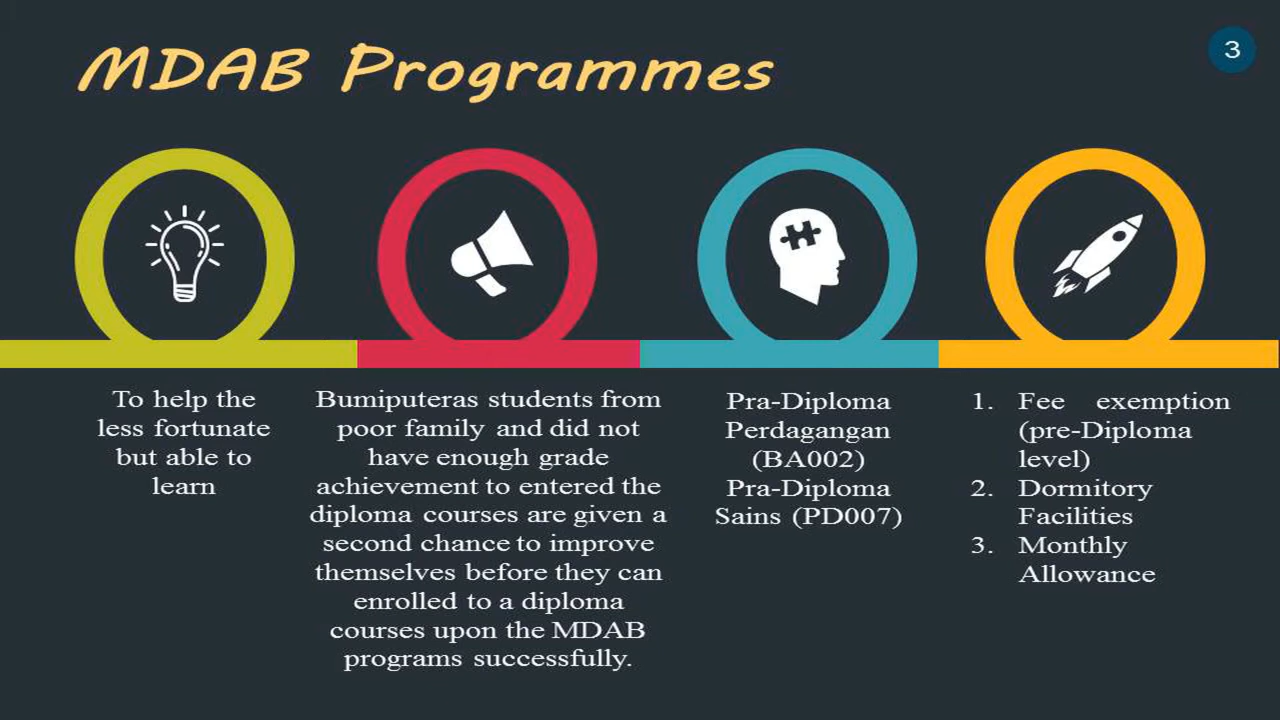 MDAB Programmes
3
To help the
less fortunate
but able to
learn
Bumiputeras students from
poor family and did not
have enough grade
achievement to entered the
diploma courses are given a
second chance to improve
themselves before they can
enrolled to a diploma
courses upon the MDAB
programs successfully.
Pra-Diploma
Perdagangan
(BA002)
Pra-Diploma
Sains (PD007)
1. Fee exemption
(pre-Diploma
level)
2. Dormitory
Facilities
3. Monthly
Allowance